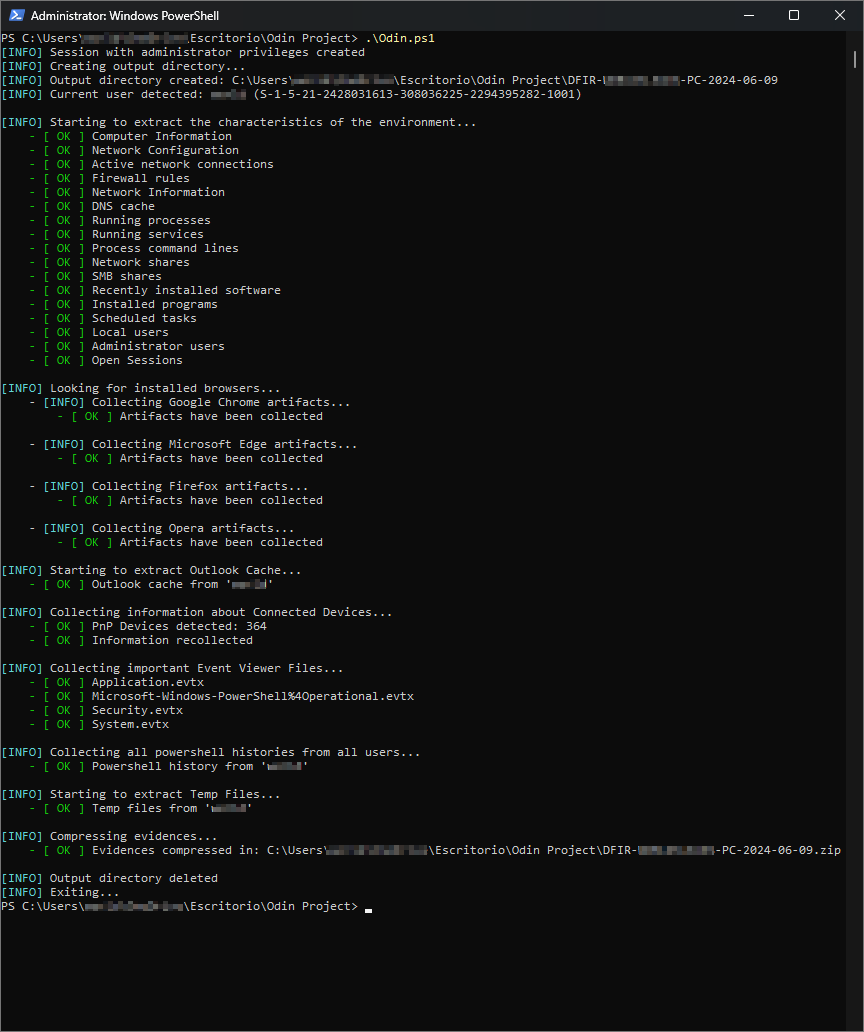 Administrator: Windows PowerShell
PS C:\Users\ Escritorio\Odin Project> .\Odin.ps1
[INFO] Session with administrator privileges created
[INFO] Creating output directory...
[INFO] Output directory created: C:\Users\ \Escritorio\Odin Project\DFIR- -PC-2024-06-09
[INFO] Current user detected: (S-1-5-21-2428031613-308036225-2294395282-1001)
[INFO] Starting to extract the characteristics of the environment...
- [ OK ] Computer Information
- [ OK ] Network Configuration
- [ OK ] Active network connections
- [ OK ] Firewall rules
- [ OK ] Network Information
- [ OK ] DNS cache
- [ OK ] Running processes
- [ OK ] Running services
- [ OK ] Process command lines
- [ OK ] Network shares
- [ OK ] SMB shares
- [ OK ] Recently installed software
- [ OK ] Installed programs
- [ OK ] Scheduled tasks
- [ OK ] Local users
- [ OK ] Administrator users
- [ OK ] Open Sessions
[INFO] Looking for installed browsers...
- [INFO] Collecting Google Chrome artifacts...
- [ OK ] Artifacts have been collected
- [INFO] Collecting Microsoft Edge artifacts...
- [ OK ] Artifacts have been collected
- [INFO] Collecting Firefox artifacts...
- [ OK ] Artifacts have been collected
- [INFO] Collecting Opera artifacts...
- [ OK ] Artifacts have been collected
[INFO] Starting to extract Outlook Cache...
- [ OK ] Outlook cache from ' '
[INFO] Collecting information about Connected Devices...
- [ OK ] PnP Devices detected: 364
- [ OK ] Information recollected
[INFO] Collecting important Event Viewer Files...
- [ OK ] Application.evtx
- [ OK ] Microsoft-Windows-PowerShell%4Operational.evtx
- [ OK ] Security.evtx
- [ OK ] System.evtx
[INFO] Collecting all powershell histories from all users...
- [ OK ] Powershell history from ' '
[INFO] Starting to extract Temp Files...
- [ OK ] Temp files from ' '
[INFO] Compressing evidences...
- [ OK ] Evidences compressed in: C:\Users\ \Escritorio\Odin Project\DFIR- -PC-2024-06-09.zip
[INFO] Output directory deleted
[INFO] Exiting...
PS C:\Users\ \Escritorio\Odin Project>